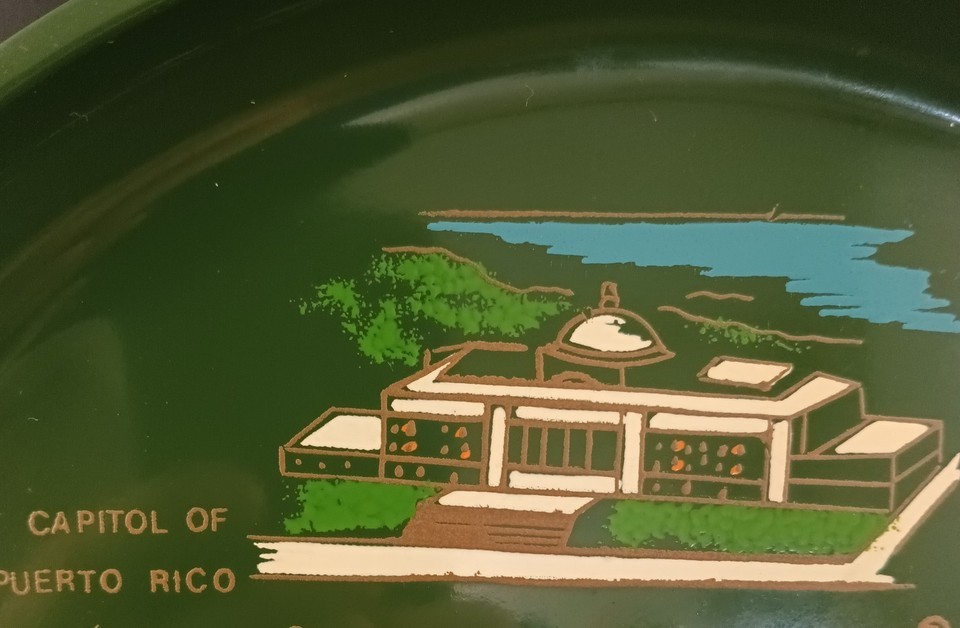 CAPITOL OF
PUERTO RICO